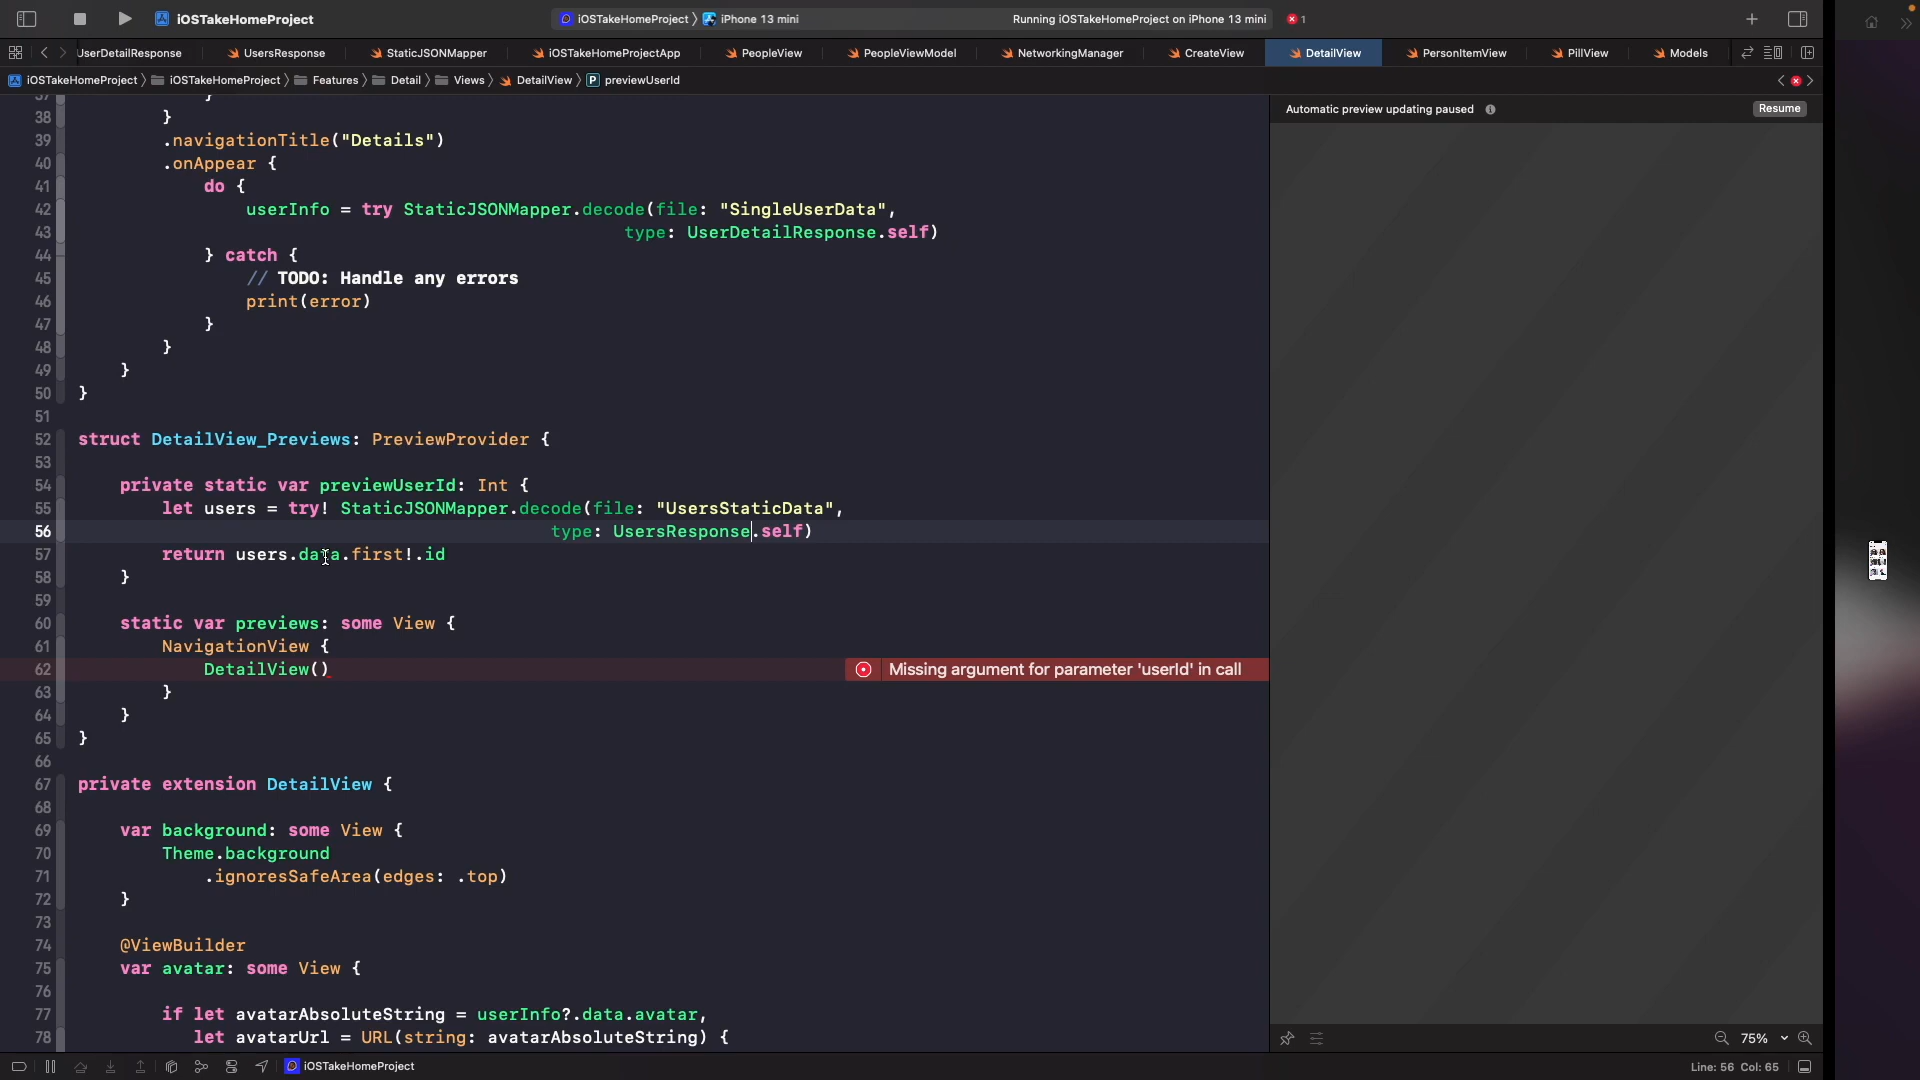 iOSTakeHomeProject
iOSTakeHomeProject 〉 iPhone 13 mini
Running iOSTakeHomeProject on iPhone 13 mini
1
UserDetailResponse
UsersResponse
StaticJSONMapper
iOSTakeHomeProjectApp
PeopleView
PeopleViewModel
NetworkingManager
CreateView
DetailView
PersonItemView
PillView
Models
iOSTakeHomeProject 〉 iOSTakeHomeProject 〉 Features 〉 Detail 〉 Views 〉 DetailView 〉 P previewUserId
Automatic preview updating paused
Resume
37 }
38 }
39 .navigationTitle("Details")
40 .onAppear {
41 do {
42 userInfo = try StaticJSONMapper.decode(file: "SingleUserData",
43 type: UserDetailResponse.self)
44 } catch {
45 // TODO: Handle any errors
46 print(error)
47 }
48 }
49 }
50 }
51
52 struct DetailView_Previews: PreviewProvider {
53
54 private static var previewUserId: Int {
55 let users = try! StaticJSONMapper.decode(file: "UsersStaticData",
56 type: UsersResponse.self)
57 return users.data.first!.id
58 }
59
60 static var previews: some View {
61 NavigationView {
62 DetailView()
Missing argument for parameter 'userId' in call
63 }
64 }
65 }
66
67 private extension DetailView {
68
69 var background: some View {
70 Theme.background
71 .ignoresSafeArea(edges: .top)
72 }
73
74 @ViewBuilder
75 var avatar: some View {
76
77 if let avatarAbsoluteString = userInfo?.data.avatar,
78 let avatarUrl = URL(string: avatarAbsoluteString) {
75%
iOSTakeHomeProject
Line: 56 Col: 65